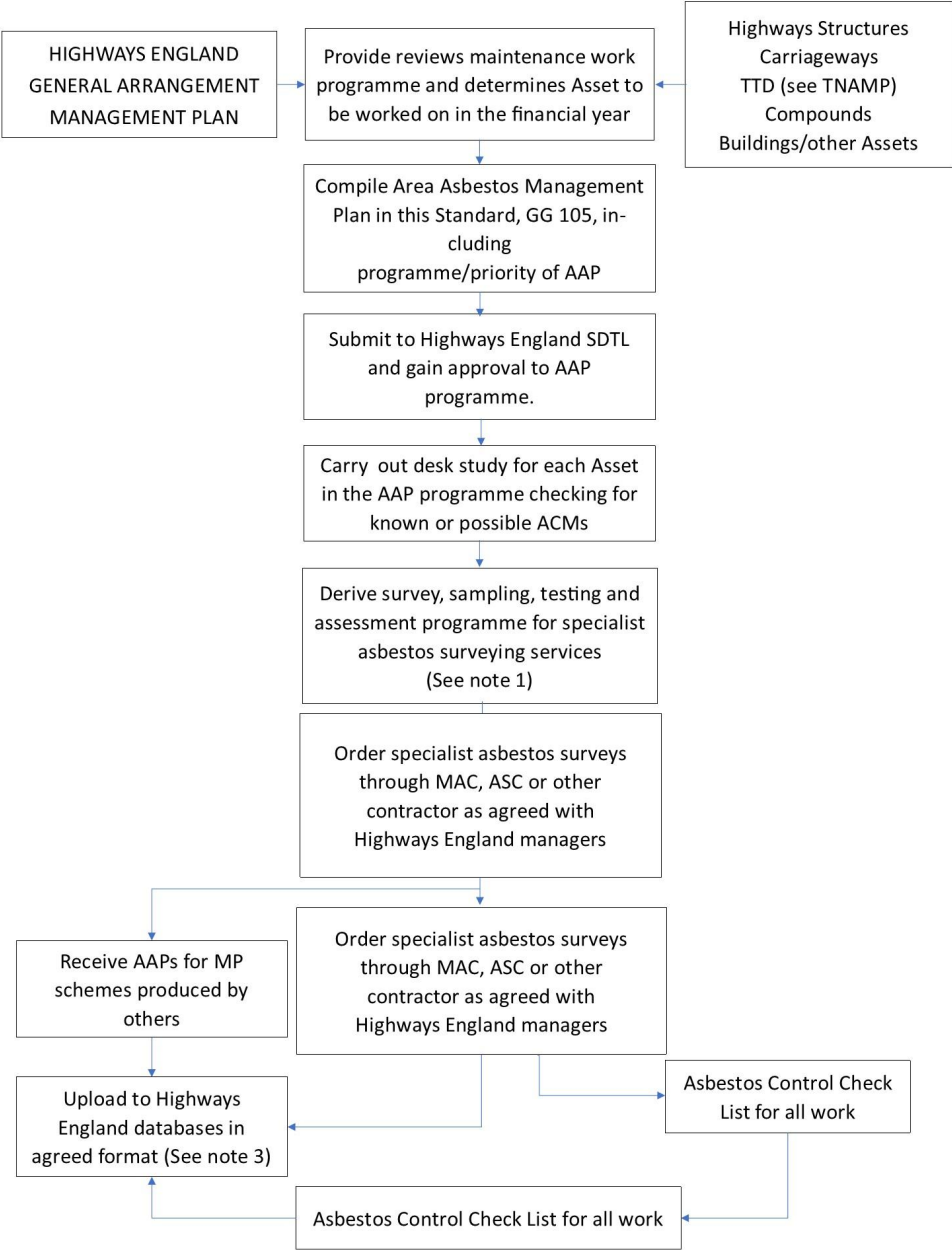 HIGHWAYS ENGLAND
GENERAL ARRANGEMENT
MANAGEMENT PLAN
Provide reviews maintenance work
programme and determines Asset to
be worked on in the financial year
Highways Structures
Carriageways
TTD (see TNAMP)
Compounds
Buildings/other Assets
Compile Area Asbestos Management
Plan in this Standard, GG 105, in-
cluding
programme/priority of AAP
Submit to Highways England SDTL
and gain approval to AAP
programme.
Carry out desk study for each Asset
in the AAP programme checking for
known or possible ACMs
Derive survey, sampling, testing and
assessment programme for specialist
asbestos surveying services
(See note 1)
Order specialist asbestos surveys
through MAC, ASC or other
contractor as agreed with
Highways England managers
Receive AAPs for MP
schemes produced by
others
Order specialist asbestos surveys
through MAC, ASC or other
contractor as agreed with
Highways England managers
Upload to Highways
England databases in
agreed format (See note 3)
Asbestos Control Check
List for all work
Asbestos Control Check List for all work